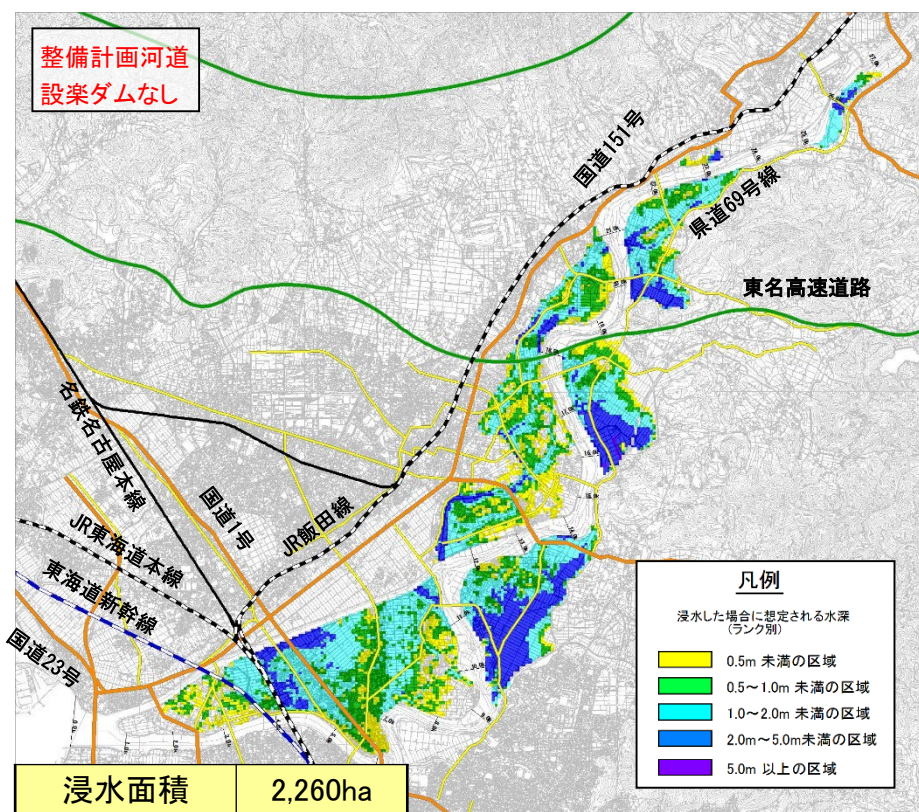 整備計画河道
設楽ダムなし
国道151号
県道69号線
東名高速道路
名鉄名古屋本線
国道1号
JR飯田線
JR東海道本線
東海道新幹線
国道23号
凡例
浸水した場合に想定される水深
(ランク別)
0.5m 未満の区域
0.5～1.0m 未満の区域
1.0～2.0m 未満の区域
2.0m～5.0m未満の区域
5.0m 以上の区域
浸水面積 2,260ha